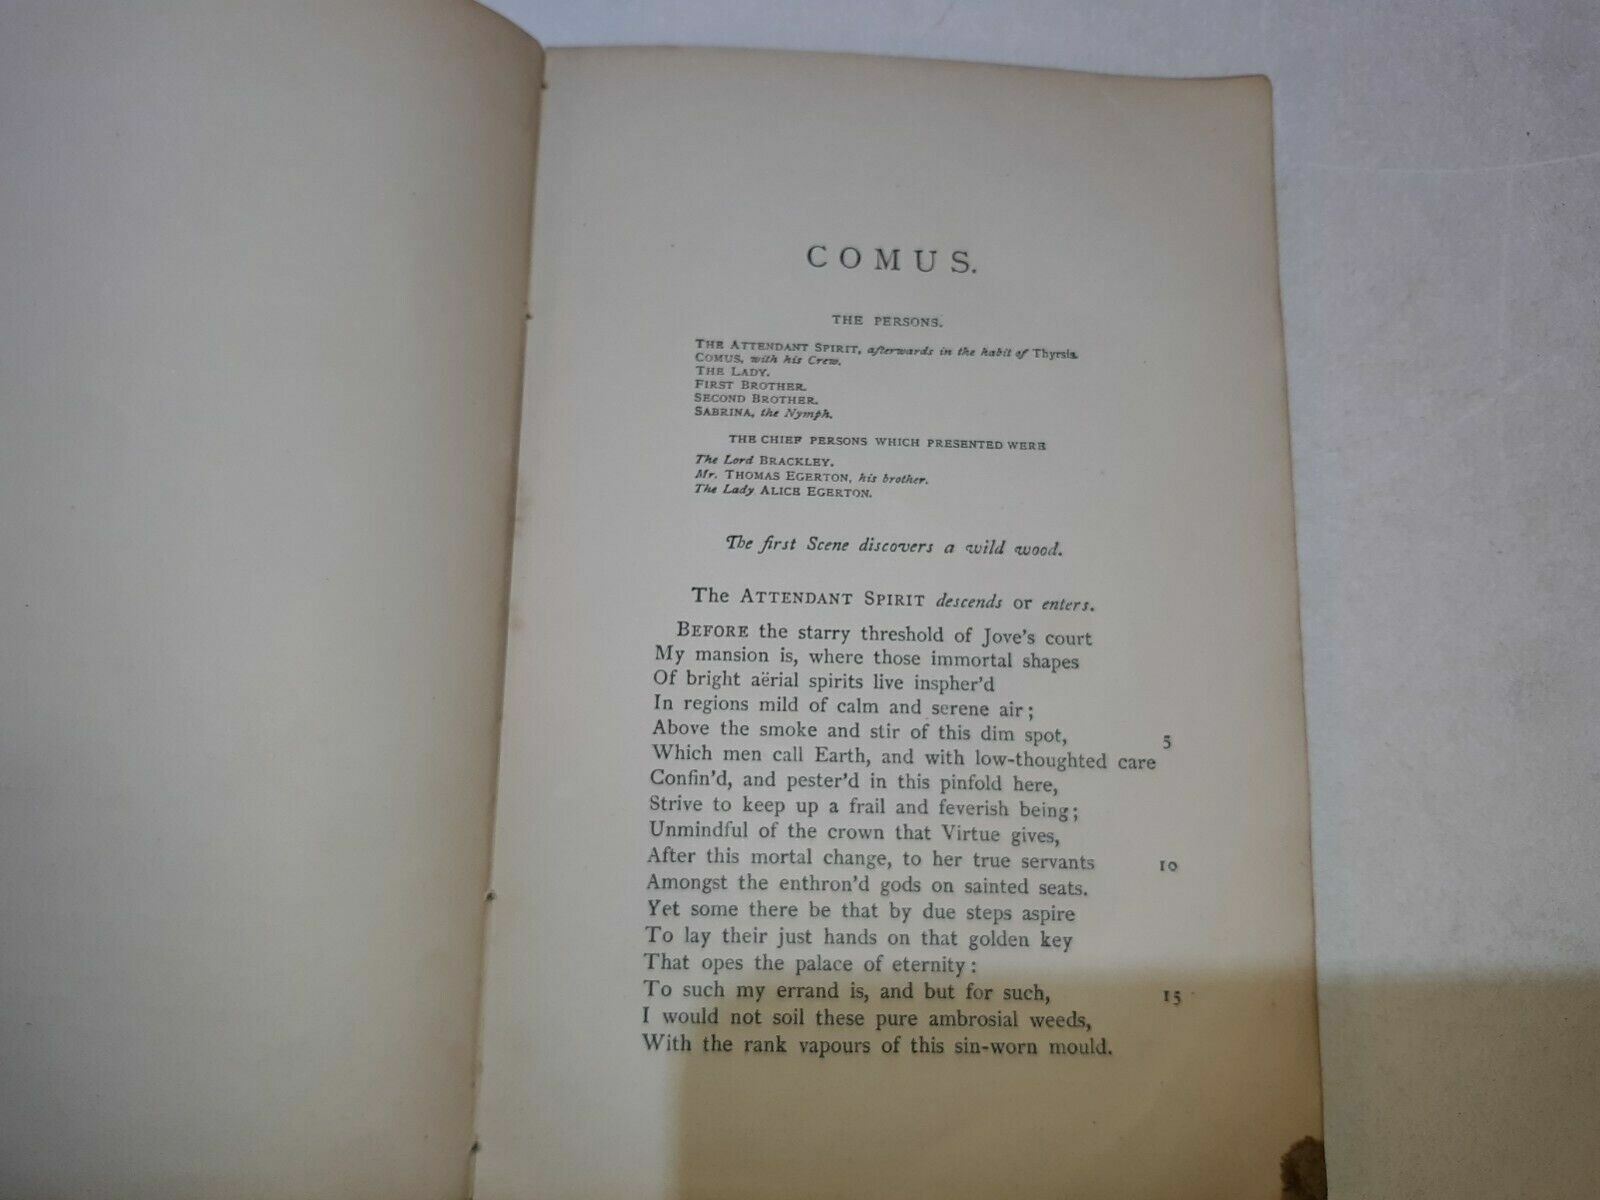 COMUS.
THE PERSONS.
THE ATTENDANT SPIRIT, afterwards in the habit of Thyrsis.
COMUS, with his Crew.
THE LADY.
FIRST BROTHER.
SECOND BROTHER.
SABRINA, the Nymph.
THE CHIEF PERSONS WHICH PRESENTED WERE
The Lord BRACKLEY.
Mr. THOMAS EGERTON, his brother.
The Lady ALICE EGERTON.
The first Scene discovers a wild wood.
The ATTENDANT SPIRIT descends or enters.
BEFORE the starry threshold of Jove's court
My mansion is, where those immortal shapes
Of bright aërial spirits live inspher'd
In regions mild of calm and serene air;
Above the smoke and stir of this dim spot, 5
Which men call Earth, and with low-thoughted care
Confin'd, and pester'd in this pinfold here,
Strive to keep up a frail and feverish being;
Unmindful of the crown that Virtue gives,
After this mortal change, to her true servants 10
Amongst the enthron'd gods on sainted seats.
Yet some there be that by due steps aspire
To lay their just hands on that golden key
That opes the palace of eternity:
To such my errand is, and but for such, 15
I would not soil these pure ambrosial weeds,
With the rank vapours of this sin-worn mould.